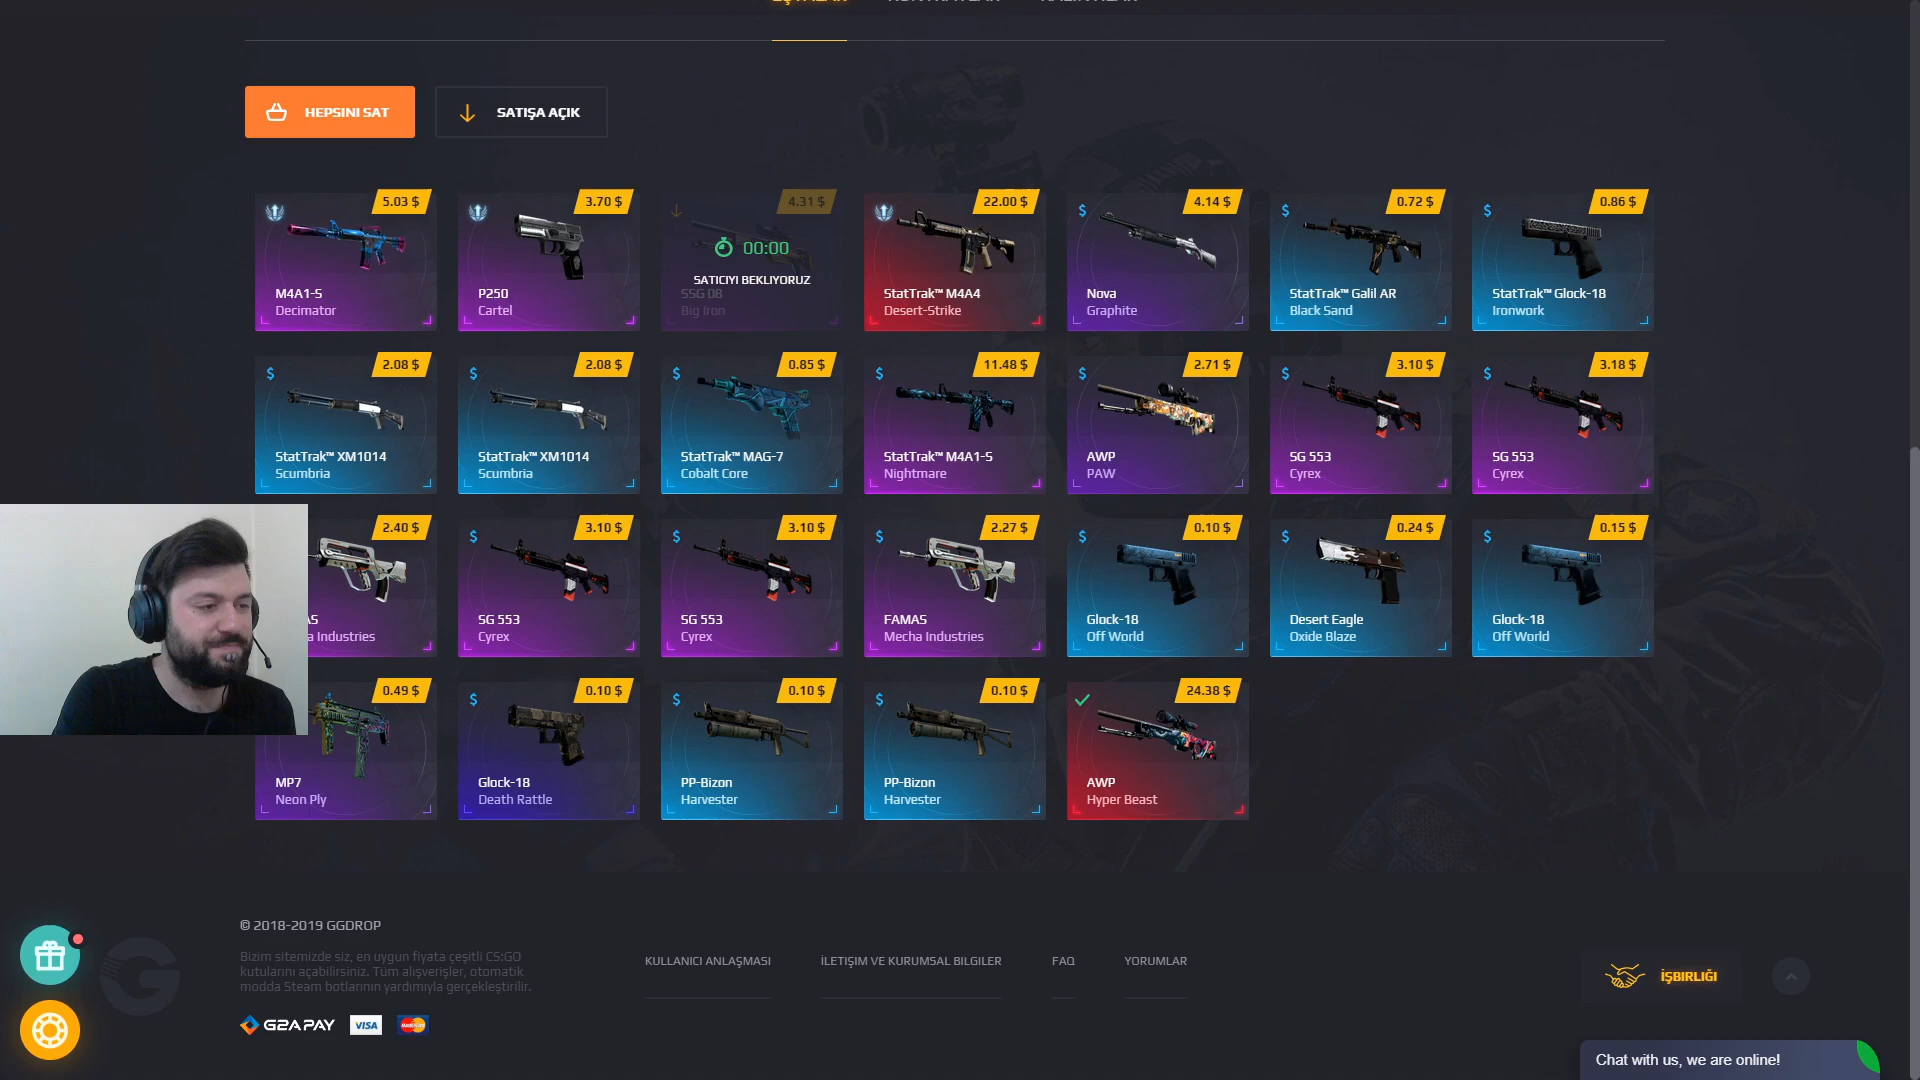 HEPSINI SAT
SATIŞA AÇIK
5.03 $
M4A1-S
Decimator
3.70 $
P250
Cartel
4.31 $
00:00
SATICIYI BEKLIYORUZ
SSG 08
Big Iron
22.00 $
StatTrak™ M4A4
Desert-Strike
4.14 $
Nova
Graphite
0.72 $
StatTrak™ Galil AR
Black Sand
0.86 $
StatTrak™ Glock-18
Ironwork
2.08 $
StatTrak™ XM1014
Scumbria
2.08 $
StatTrak™ XM1014
Scumbria
0.85 $
StatTrak™ MAG-7
Cobalt Core
11.48 $
StatTrak™ M4A1-S
Nightmare
2.71 $
AWP
PAW
3.10 $
SG 553
Cyrex
3.18 $
SG 553
Cyrex
2.40 $
Industries
3.10 $
SG 553
Cyrex
3.10 $
SG 553
Cyrex
2.27 $
FAMAS
Mecha Industries
0.10 $
Glock-18
Off World
0.24 $
Desert Eagle
Oxide Blaze
0.15 $
Glock-18
Off World
0.49 $
MP7
Neon Ply
0.10 $
Glock-18
Death Rattle
0.10 $
PP-Bizon
Harvester
0.10 $
PP-Bizon
Harvester
24.38 $
AWP
Hyper Beast
© 2018-2019 GGDROP
Bizim sitemizde siz, en uygun fiyata çeşitli CS:GO
kutularını açabilirsiniz. Tüm alışverişler, otomatik
modda Steam botlarının yardımıyla gerçekleştirilir.
KULLANICI ANLAŞMASI
İLETIŞIM VE KURUMSAL BILGILER
FAQ
YORUMLAR
İŞBIRLIĞI
G2A PAY
VISA
MasterCard
Chat with us, we are online!